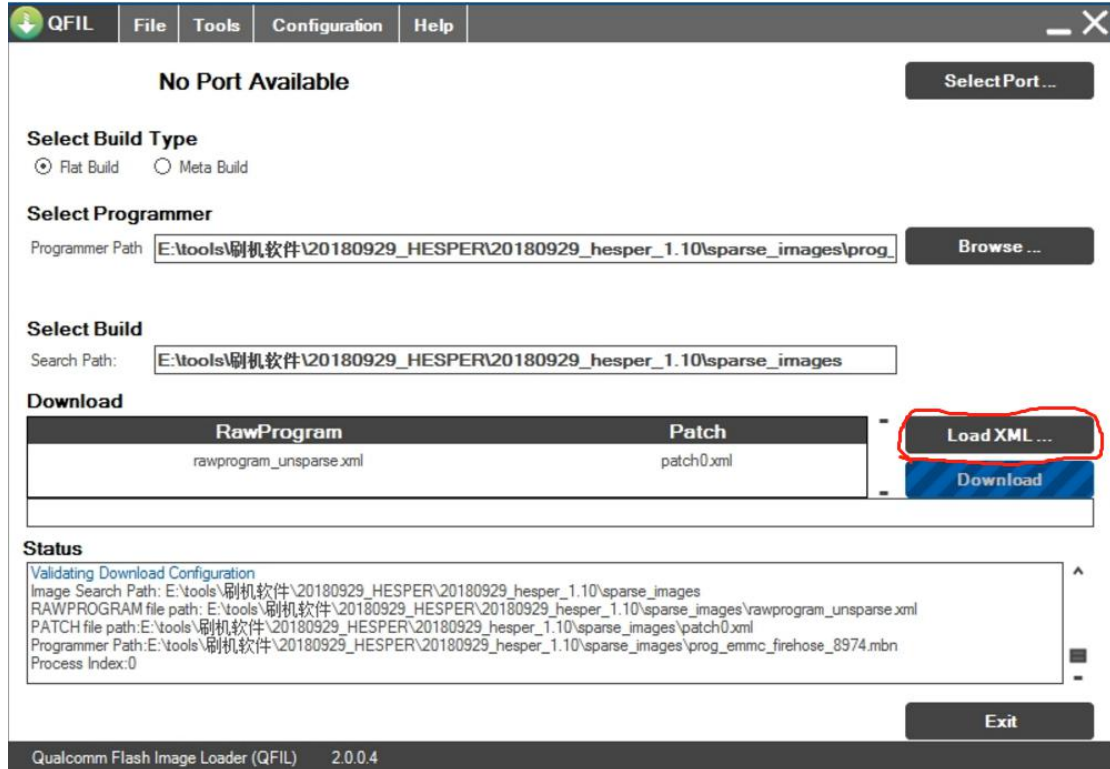 QFIL File Tools Configuration Help
No Port Available
Select Port ...
Select Build Type
Flat Build Meta Build
Select Programmer
Programmer Path E:\tools\刷机软件\20180929_HESPER\20180929_hesper_1.10\sparse_images\prog_
Browse ...
Select Build
Search Path: E:\tools\刷机软件\20180929_HESPER\20180929_hesper_1.10\sparse_images
Download
RawProgram Patch
Load XML ...
rawprogram_unsparse.xml patch0.xml
Download
Status
Validating Download Configuration
Image Search Path: E:\tools\刷机软件\20180929_HESPER\20180929_hesper_1.10\sparse_images
RAWPROGRAM file path: E:\tools\刷机软件\20180929_HESPER\20180929_hesper_1.10\sparse_images\rawprogram_unsparse.xml
PATCH file path:E:\tools\刷机软件\20180929_HESPER\20180929_hesper_1.10\sparse_images\patch0.xml
Programmer Path:E:\tools\刷机软件\20180929_HESPER\20180929_hesper_1.10\sparse_images\prog_emmc_firehose_8974.mbn
Process Index:0
Exit
Qualcomm Flash Image Loader (QFIL) 2.0.0.4